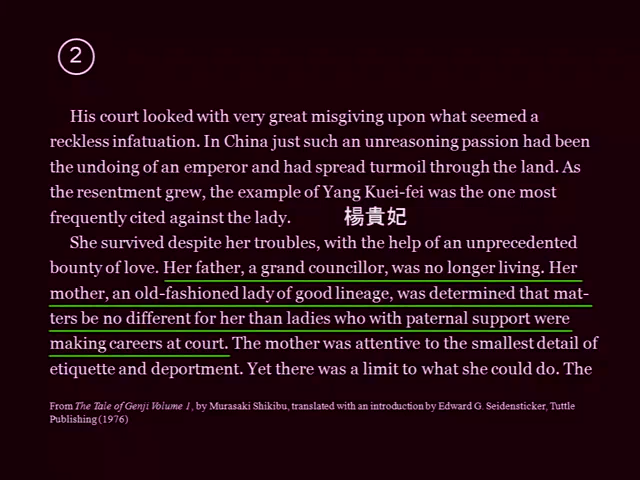 2
His court looked with very great misgiving upon what seemed a
reckless infatuation. In China just such an unreasoning passion had been
the undoing of an emperor and had spread turmoil through the land. As
the resentment grew, the example of Yang Kuei-fei was the one most
frequently cited against the lady. 楊貴妃
She survived despite her troubles, with the help of an unprecedented
bounty of love. Her father, a grand councillor, was no longer living. Her
mother, an old-fashioned lady of good lineage, was determined that mat-
ters be no different for her than ladies who with paternal support were
making careers at court. The mother was attentive to the smallest detail of
etiquette and deportment. Yet there was a limit to what she could do. The
From The Tale of Genji Volume 1, by Murasaki Shikibu, translated with an introduction by Edward G. Seidensticker, Tuttle
Publishing (1976)